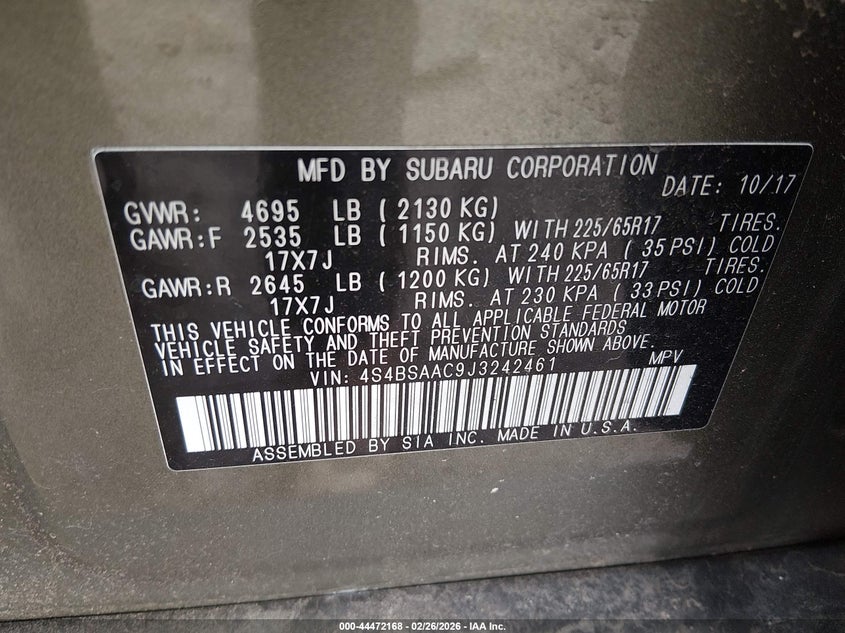 MFD BY SUBARU CORPORATION
DATE: 10/17
GVWR: 4695 LB ( 2130 KG)
GAWR:F 2535 LB ( 1150 KG) WITH 225/65R17 TIRES.
17X7J RIMS. AT 240 KPA ( 35 PSI) COLD
GAWR:R 2645 LB ( 1200 KG) WITH 225/65R17 TIRES.
17X7J RIMS. AT 230 KPA ( 33 PSI) COLD
THIS VEHICLE CONFORMS TO ALL APPLICABLE FEDERAL MOTOR
VEHICLE SAFETY AND THEFT PREVENTION STANDARDS
IN EFFECT ON THE DATE OF MANUFACTURE SHOWN ABOVE.
VIN: 4S4BSAAC9J3242461 MPV
ASSEMBLED BY SIA INC. MADE IN U.S.A.
000-44472168 - 02/26/2026 - IAA Inc.